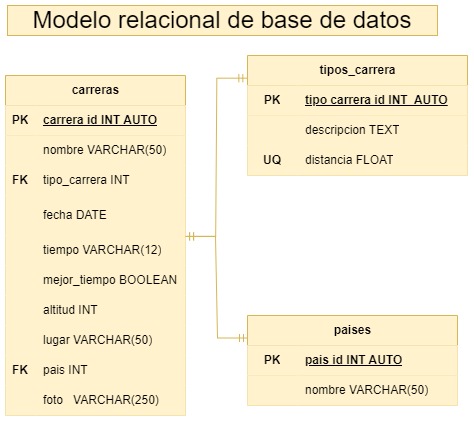 Modelo relacional de base de datos
carreras
PK carrera id INT AUTO
nombre VARCHAR(50)
FK tipo_carrera INT
fecha DATE
tiempo VARCHAR(12)
mejor_tiempo BOOLEAN
altitud INT
lugar VARCHAR(50)
FK pais INT
foto VARCHAR(250)
tipos_carrera
PK tipo carrera id INT AUTO
descripcion TEXT
UQ distancia FLOAT
paises
PK pais id INT AUTO
nombre VARCHAR(50)